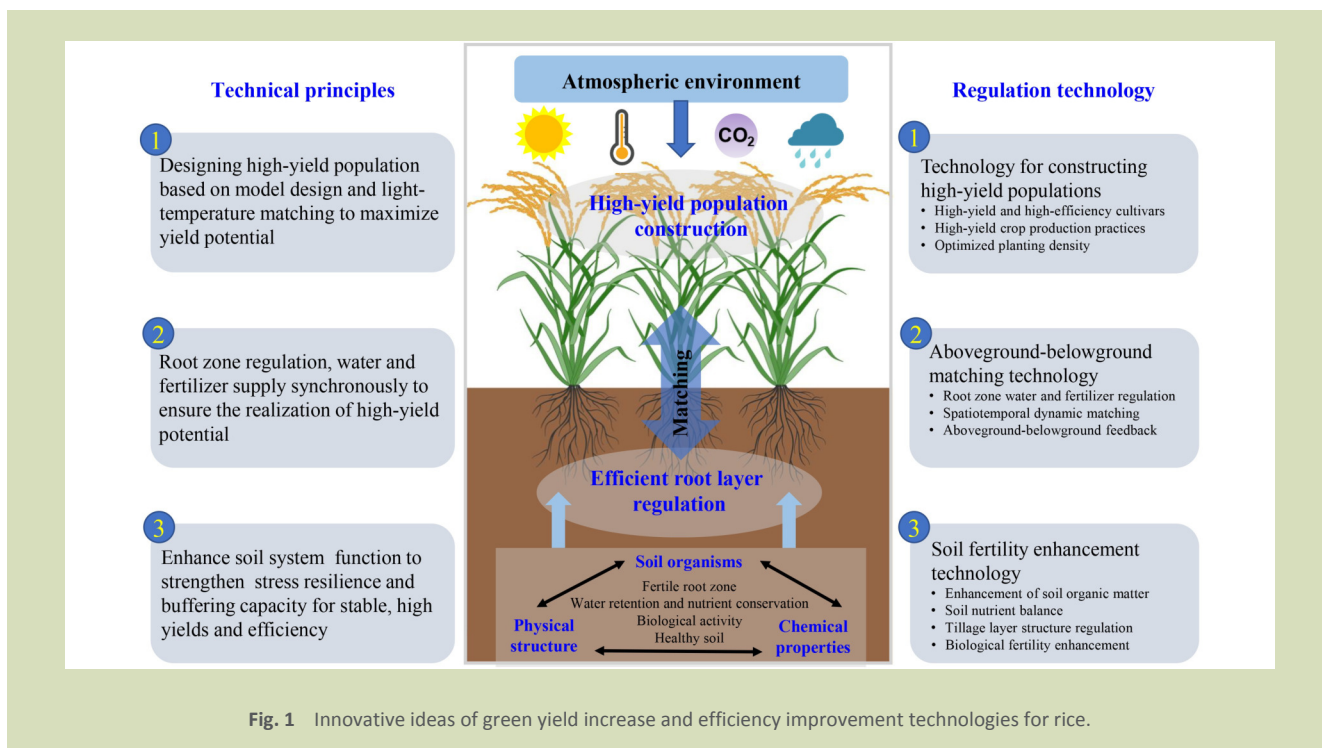 Technical principles
1
Designing high-yield population
based on model design and light-
temperature matching to maximize
yield potential
2
Root zone regulation, water and
fertilizer supply synchronously to
ensure the realization of high-yield
potential
3
Enhance soil system function to
strengthen stress resilience and
buffering capacity for stable, high
yields and efficiency
Atmospheric environment
CO₂
High-yield population
construction
Matching
Efficient root layer
regulation
Soil organisms
Fertile root zone
Water retention and nutrient conservation
Biological activity
Healthy soil
Physical
structure
Chemical
properties
Regulation technology
1
Technology for constructing
high-yield populations
• High-yield and high-efficiency cultivars
• High-yield crop production practices
• Optimized planting density
2
Aboveground-belowground
matching technology
• Root zone water and fertilizer regulation
• Spatiotemporal dynamic matching
• Aboveground-belowground feedback
3
Soil fertility enhancement
technology
• Enhancement of soil organic matter
• Soil nutrient balance
• Tillage layer structure regulation
• Biological fertility enhancement
Fig. 1 Innovative ideas of green yield increase and efficiency improvement technologies for rice.